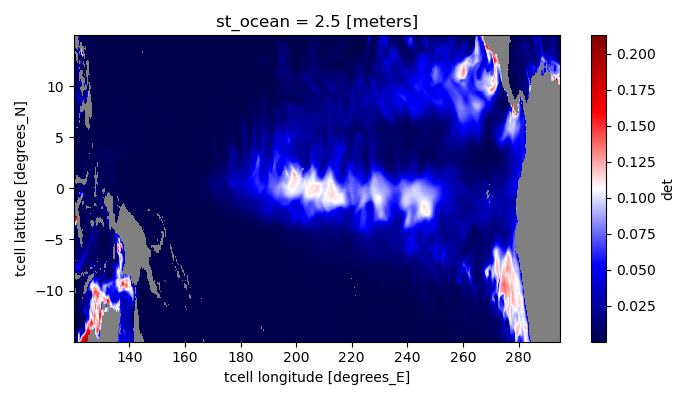 st_ocean = 2.5 [meters]
10
5
0
−5
−10
tcell latitude [degrees_N]
140 160 180 200 220 240 260 280
tcell longitude [degrees_E]
0.200
0.175
0.150
0.125
0.100
0.075
0.050
0.025
det